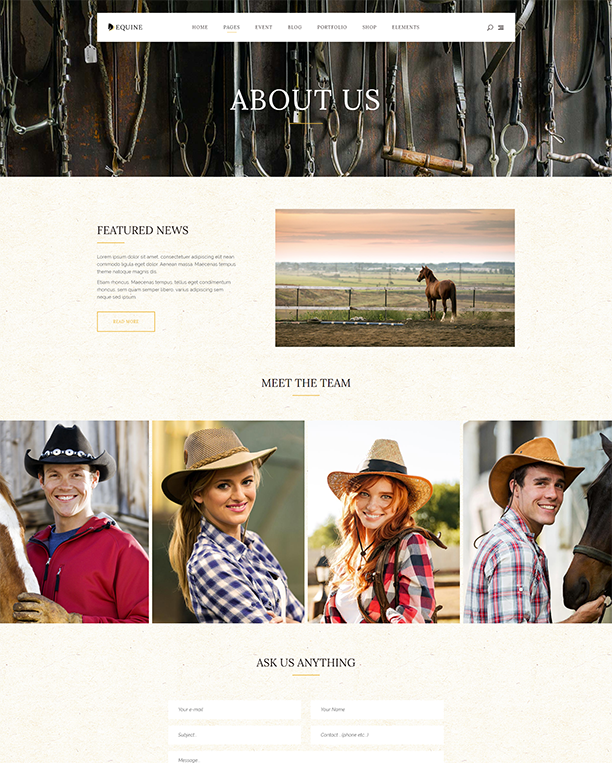 EQUINE
HOME PAGES EVENT BLOG PORTFOLIO SHOP ELEMENTS
ABOUT US
FEATURED NEWS
Lorem ipsum dolor sit amet, consectetuer adipiscing elit nean
commodo ligula eget dolor. Aenean massa. Maecenas tempus,
theme natoque magnis dis.
Etiam rhoncus. Maecenas tempus, tellus eget condimentum
rhoncus, sem quam semper libero, varius adipiscing sem
neque sed ipsum.
READ MORE
MEET THE TEAM
ASK US ANYTHING
Your e-mail
Your Name
Subject
Contact (phone etc.)
Message